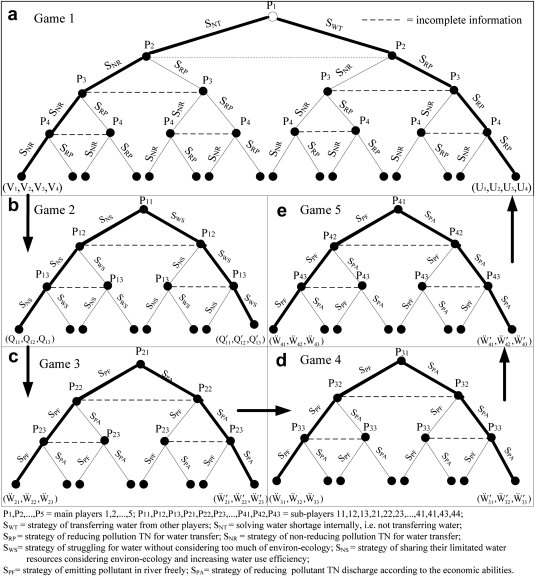 a Game 1
P1
= incomplete information
SNT SWT
P2 P2
SNR SRP SNR SRP
P3 P3 P3 P3
SNR SRP SNR SRP SNR SRP SNR SRP
P4 P4 P4 P4 P4 P4 P4 P4
SNR SRP SNR SRP SNR SRP SNR SRP SNR SRP SNR SRP SNR SRP SNR SRP
(V1,V2,V3,V4) (U1,U2,U3,U4)
b Game 2
P11
SNS SWS
P12 P12
SNS SWS SNS SWS
P13 P13 P13 P13
SNS SWS SNS SWS SNS SWS SNS SWS
(Q11,Q12,Q13) (Q′11,Q′12,Q′13)
e Game 5
P41
SPF SPA
P42 P42
SPF SPA SPF SPA
P43 P43 P43 P43
SPF SPA SPF SPA SPF SPA SPF SPA
(Ẅ41,Ẅ42,Ẅ43) (Ẅ′41,Ẅ′42,Ẅ′43)
c Game 3
P21
SPF SPA
P22 P22
SPF SPA SPF SPA
P23 P23 P23 P23
SPF SPA SPF SPA SPF SPA SPF SPA
(Ẅ21,Ẅ22,Ẅ23) (Ẅ′21,Ẅ′22,Ẅ′23)
d Game 4
P31
SPF SPA
P32 P32
SPF SPA SPF SPA
P33 P33 P33 P33
SPF SPA SPF SPA SPF SPA SPF SPA
(Ẅ31,Ẅ32,Ẅ33) (Ẅ′31,Ẅ′32,Ẅ′33)
P1,P2,...,P5 = main players 1,2,...,5; P11,P12,P13,P21,P22,P23,...,P41,P42,P43 = sub-players 11,12,13,21,22,23,...,41,41,43,44;
SWT = strategy of transferring water from other players; SNT = solving water shortage internally, i.e. not transferring water;
SRP = strategy of reducing pollution TN for water transfer; SNR = strategy of non-reducing pollution TN for water transfer;
SWS= strategy of struggling for water without considering too much of environ-ecology; SNS = strategy of sharing their limitated water
resources considering environ-ecology and increasing water use efficiency;
SPF= strategy of emitting pollutant in river freely; SPA= strategy of reducing pollutant TN discharge according to the economic abilities.